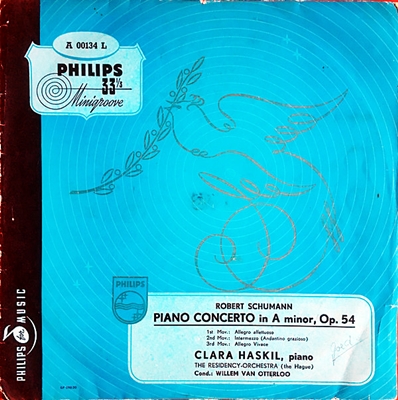 A 00134 L
PHILIPS
33⅓
Minigroove
PHILIPS
ROBERT SCHUMANN
PIANO CONCERTO in A minor, Op. 54
1st Mov.: Allegro affettuoso
2nd Mov.: Intermezzo (Andantino grazioso)
3rd Mov.: Allegro Vivace
CLARA HASKIL, piano
THE RESIDENCY-ORCHESTRA (the Hague)
Cond.: WILLEM VAN OTTERLOO
PHILIPS for MUSIC